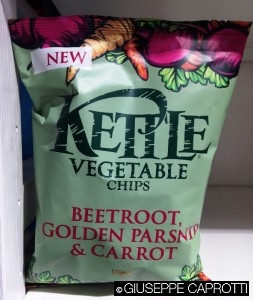 NEW
KETTLE
VEGETABLE
CHIPS
BEETROOT,
GOLDEN PARSNIP
& CARROT
© GIUSEPPE CAPROTTI